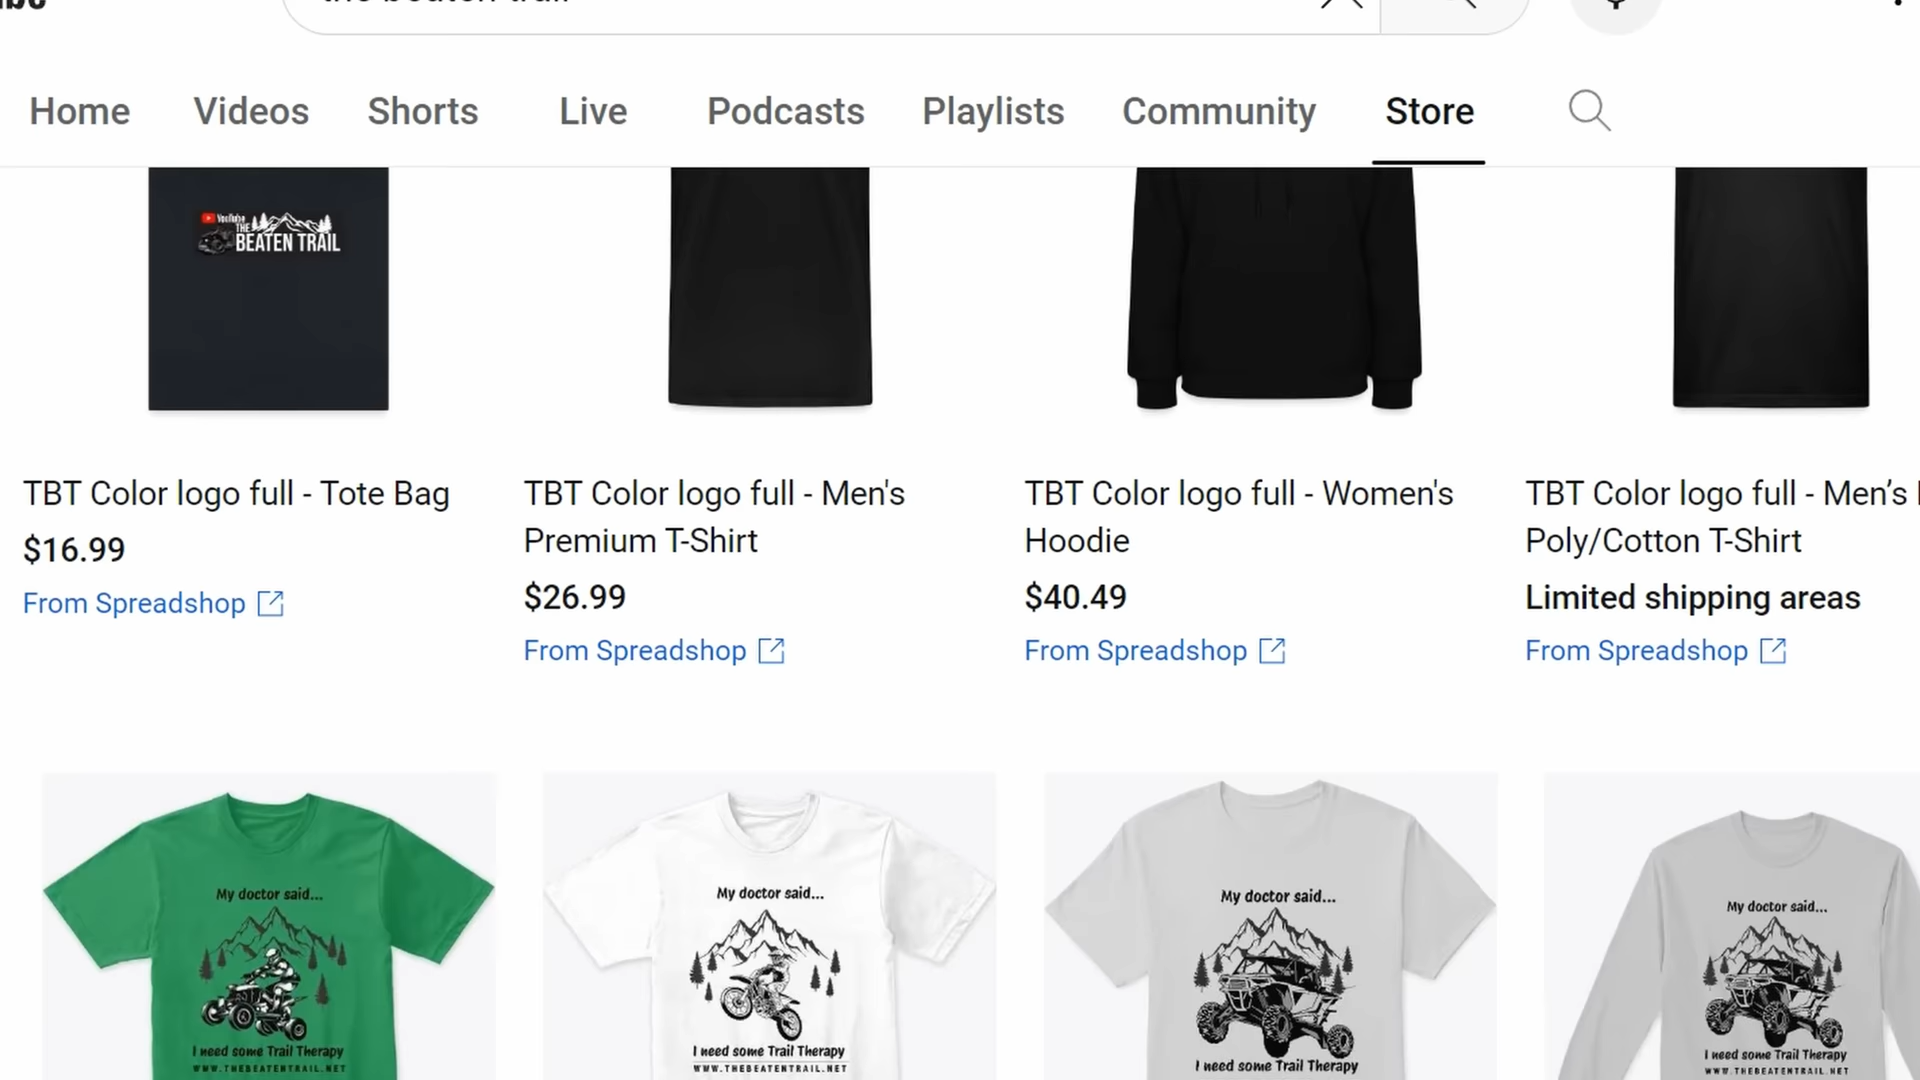 the beaten trail
Home Videos Shorts Live Podcasts Playlists Community Store
YouTube
THE
BEATEN TRAIL
TBT Color logo full - Tote Bag
$16.99
From Spreadshop
TBT Color logo full - Men's
Premium T-Shirt
$26.99
From Spreadshop
TBT Color logo full - Women's
Hoodie
$40.49
From Spreadshop
TBT Color logo full - Men’s
Poly/Cotton T-Shirt
Limited shipping areas
From Spreadshop
My doctor said...
I need some Trail Therapy
WWW.THEBEATENTRAIL.NET
My doctor said...
I need some Trail Therapy
WWW.THEBEATENTRAIL.NET
My doctor said...
I need some Trail Therapy
My doctor said...
I need some Trail Therapy
WWW.THEBEATENTRAIL.NET